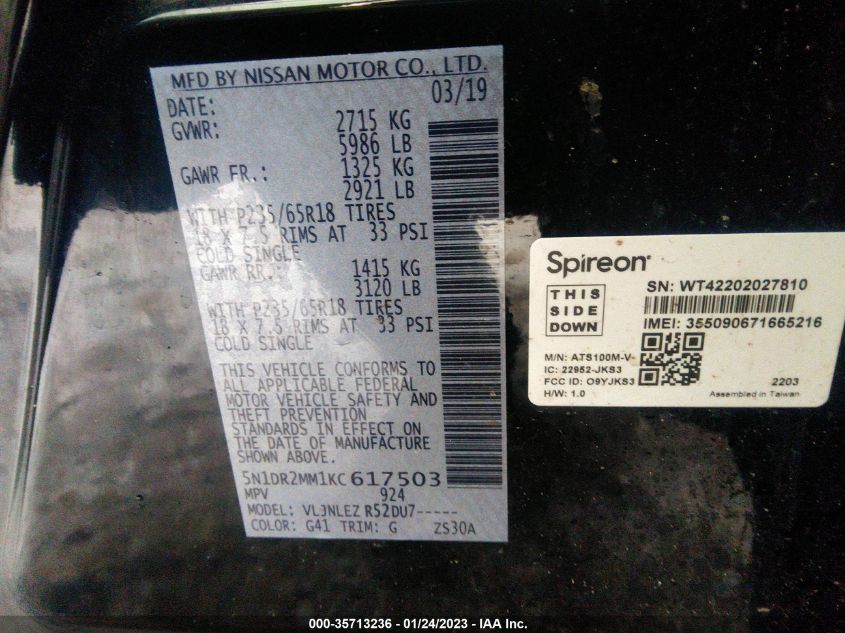 MFD BY NISSAN MOTOR CO., LTD.
DATE: 03/19
GVWR: 2715 KG
5986 LB
GAWR FR.: 1325 KG
2921 LB
WITH P235/65R18 TIRES
18 X 7.5 RIMS AT 33 PSI
COLD SINGLE
GAWR RR.: 1415 KG
3120 LB
WITH P235/65R18 TIRES
18 X 7.5 RIMS AT 33 PSI
COLD SINGLE
THIS VEHICLE CONFORMS TO
ALL APPLICABLE FEDERAL
MOTOR VEHICLE SAFETY AND
THEFT PREVENTION
STANDARDS IN EFFECT ON
THE DATE OF MANUFACTURE
SHOWN ABOVE.
5N1DR2MM1KC617503
MPV 924
MODEL: VLJNLEZ R52DU7-----
COLOR: G41 TRIM: G ZS30A
Spireon
THIS
SIDE
DOWN
SN: WT42202027810
IMEI: 355090671665216
M/N: ATS100M-V
IC: 22952-JKS3
FCC ID: O9YJKS3
H/W: 1.0
2203
Assembled in Taiwan
000-35713236 - 01/24/2023 - IAA Inc.